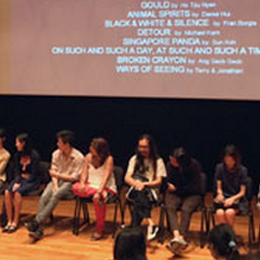 GOULD by Ho Tzu Nyen
ANIMAL SPIRITS by Daniel Hui
BLACK & WHITE & SILENCE by Fran Borgia
DETOUR by Michael Kam
SINGAPORE PANDA by Sun Koh
ON SUCH AND SUCH A DAY, AT SUCH AND SUCH A TIM
BROKEN CRAYON by Ang Geck Geck
WAYS OF SEEING by Terry & Jonathan